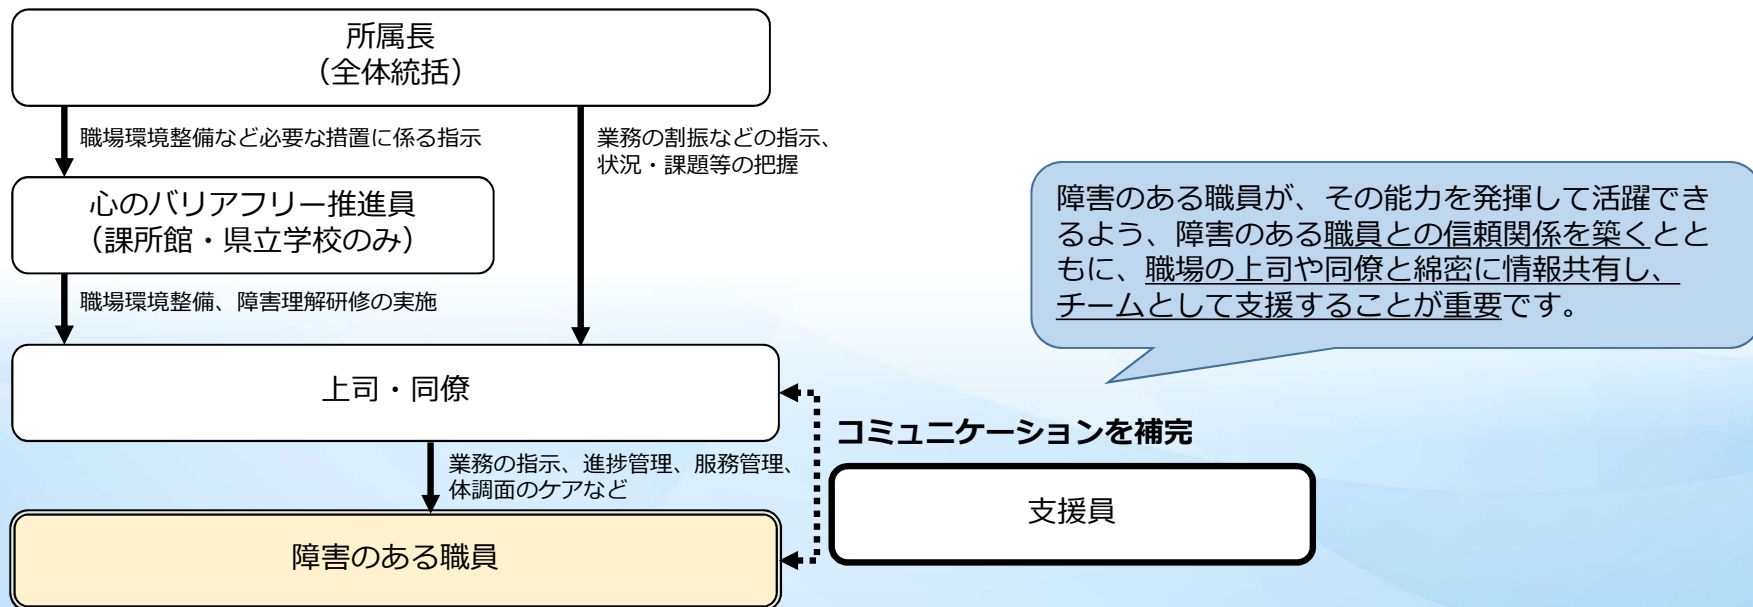 所属長
（全体統括）
職場環境整備など必要な措置に係る指示
業務の割振などの指示、
状況・課題等の把握
心のバリアフリー推進員
（課所館・県立学校のみ）
職場環境整備、障害理解研修の実施
障害のある職員が、その能力を発揮して活躍でき
るよう、障害のある職員との信頼関係を築くとと
もに、職場の上司や同僚と綿密に情報共有し、
チームとして支援することが重要です。
上司・同僚
コミュニケーションを補完
業務の指示、進捗管理、服務管理、
体調面のケアなど
支援員
障害のある職員